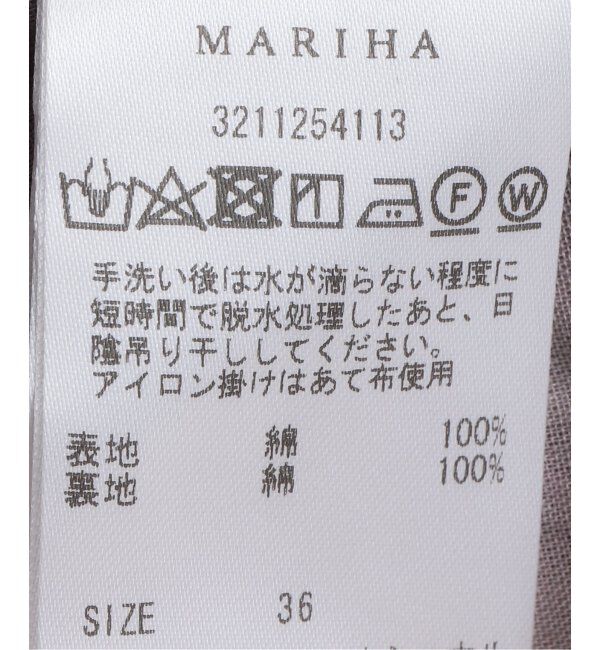 MARIHA
3211254113
F W
手洗い後は水が滴らない程度に
短時間で脱水処理したあと、日
陰吊り干ししてください。
アイロン掛けはあて布使用
表地 綿 100%
裏地 綿 100%
SIZE 36